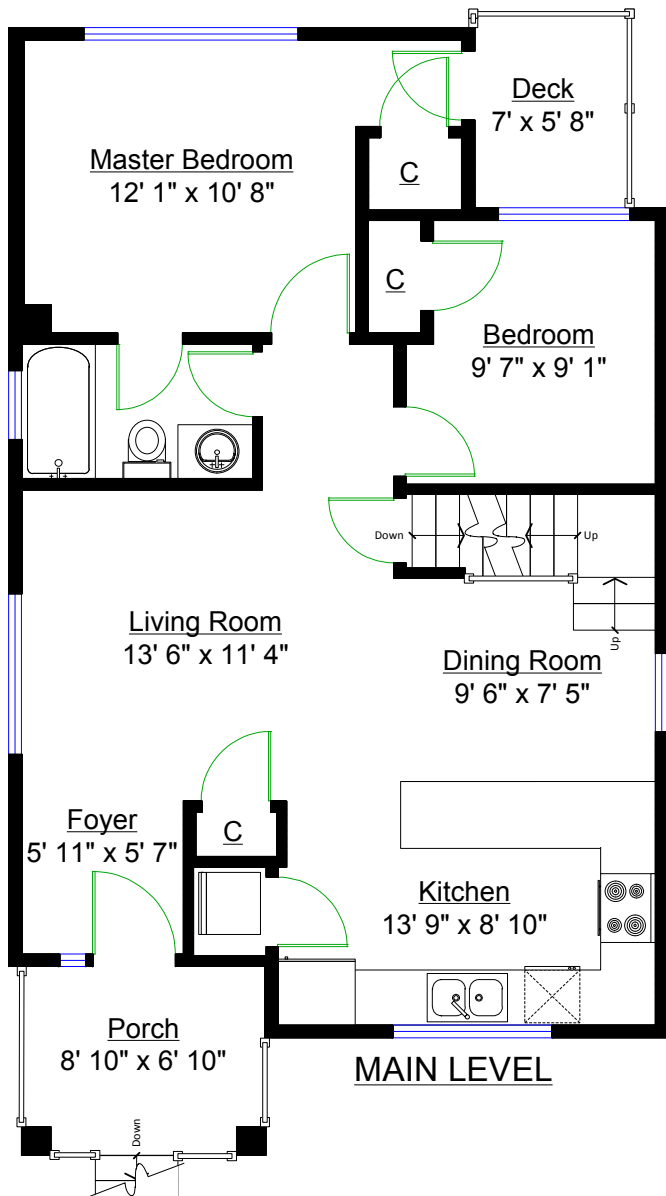 Deck
7' x 5' 8"
Master Bedroom
12' 1" x 10' 8"
C
C
Bedroom
9' 7" x 9' 1"
Down
Up
Living Room
13' 6" x 11' 4"
Up
Dining Room
9' 6" x 7' 5"
Foyer
5' 11" x 5' 7"
C
Kitchen
13' 9" x 8' 10"
Porch
8' 10" x 6' 10"
MAIN LEVEL
Down